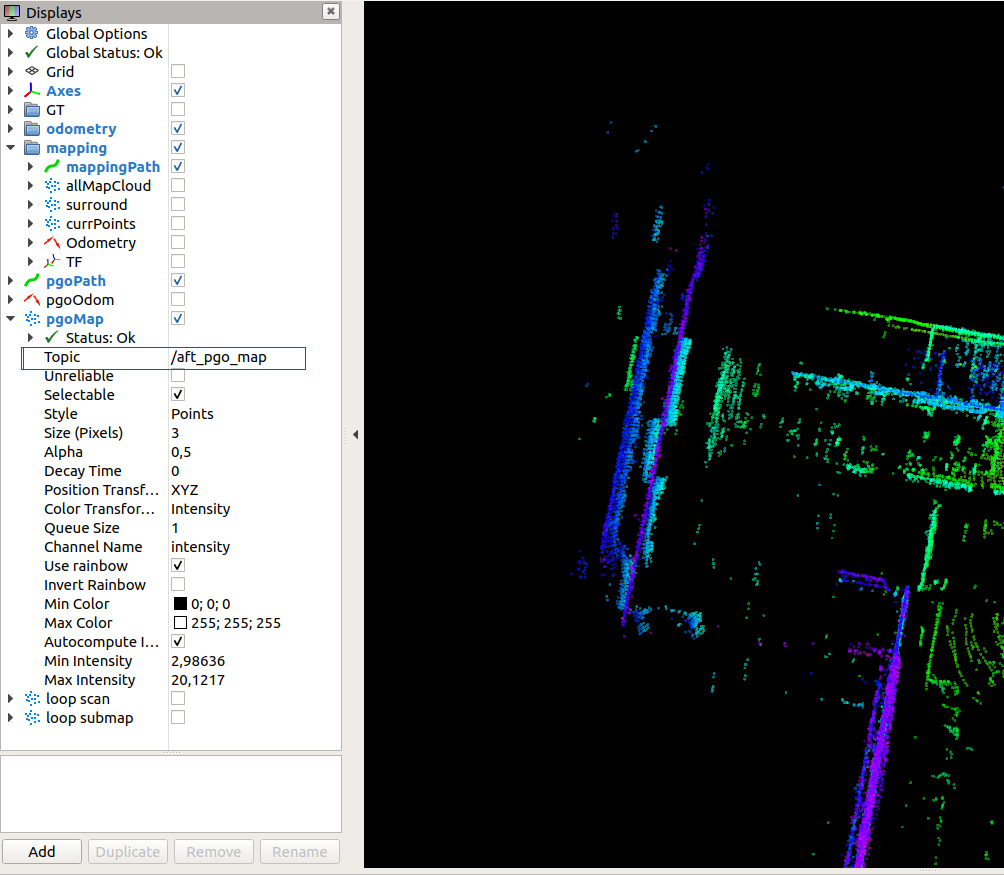 Displays
Global Options
Global Status: Ok
Grid
Axes
GT
odometry
mapping
mappingPath
allMapCloud
surround
currPoints
Odometry
TF
pgoPath
pgoOdom
pgoMap
Status: Ok
Topic /aft_pgo_map
Unreliable
Selectable
Style Points
Size (Pixels) 3
Alpha 0,5
Decay Time 0
Position Transf... XYZ
Color Transfor... Intensity
Queue Size 1
Channel Name intensity
Use rainbow
Invert Rainbow
Min Color 0; 0; 0
Max Color 255; 255; 255
Autocompute I...
Min Intensity 2,98636
Max Intensity 20,1217
loop scan
loop submap
Add Duplicate Remove Rename